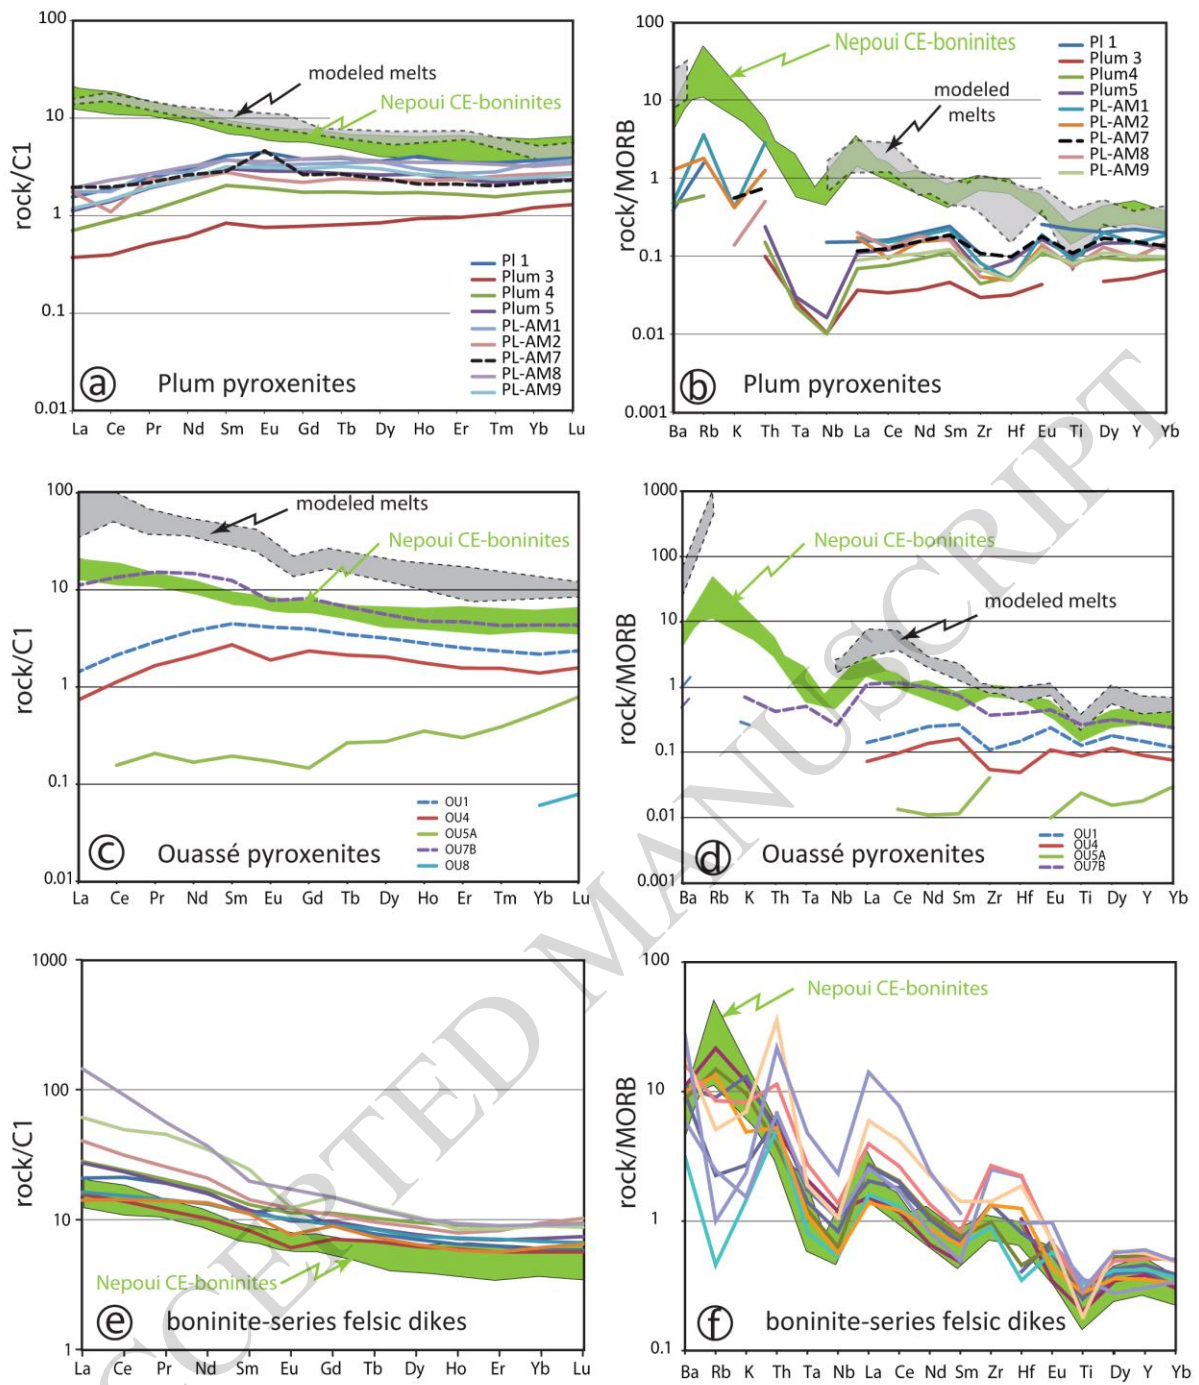 100
10
1
0.1
0.01
rock/C1
modeled melts
Nepoui CE-boninites
Pl 1
Plum 3
Plum 4
Plum 5
PL-AM1
PL-AM2
PL-AM7
PL-AM8
PL-AM9
a Plum pyroxenites
La Ce Pr Nd Sm Eu Gd Tb Dy Ho Er Tm Yb Lu
100
10
1
0.1
0.01
0.001
rock/MORB
Nepoui CE-boninites
modeled
melts
Pl 1
Plum 3
Plum4
Plum5
PL-AM1
PL-AM2
PL-AM7
PL-AM8
PL-AM9
b Plum pyroxenites
Ba Rb K Th Ta Nb La Ce Nd Sm Zr Hf Eu Ti Dy Y Yb
100
10
1
0.1
0.01
rock/C1
modeled melts
Nepoui CE-boninites
OU1
OU4
OU5A
OU7B
OU8
c Ouassé pyroxenites
La Ce Pr Nd Sm Eu Gd Tb Dy Ho Er Tm Yb Lu
1000
100
10
1
0.1
0.01
0.001
rock/MORB
Nepoui CE-boninites
modeled melts
OU1
OU4
OU5A
OU7B
d Ouassé pyroxenites
Ba Rb K Th Ta Nb La Ce Nd Sm Zr Hf Eu Ti Dy Y Yb
1000
100
10
1
rock/C1
Nepoui CE-boninites
e boninite-series felsic dikes
La Ce Pr Nd Sm Eu Gd Tb Dy Ho Er Yb Lu
100
10
1
0.1
rock/MORB
Nepoui CE-boninites
f boninite-series felsic dikes
Ba Rb K Th Ta Nb La Ce Nd Sm Zr Hf Eu Ti Dy Y Yb
CCEPTED MANUSCRIPT